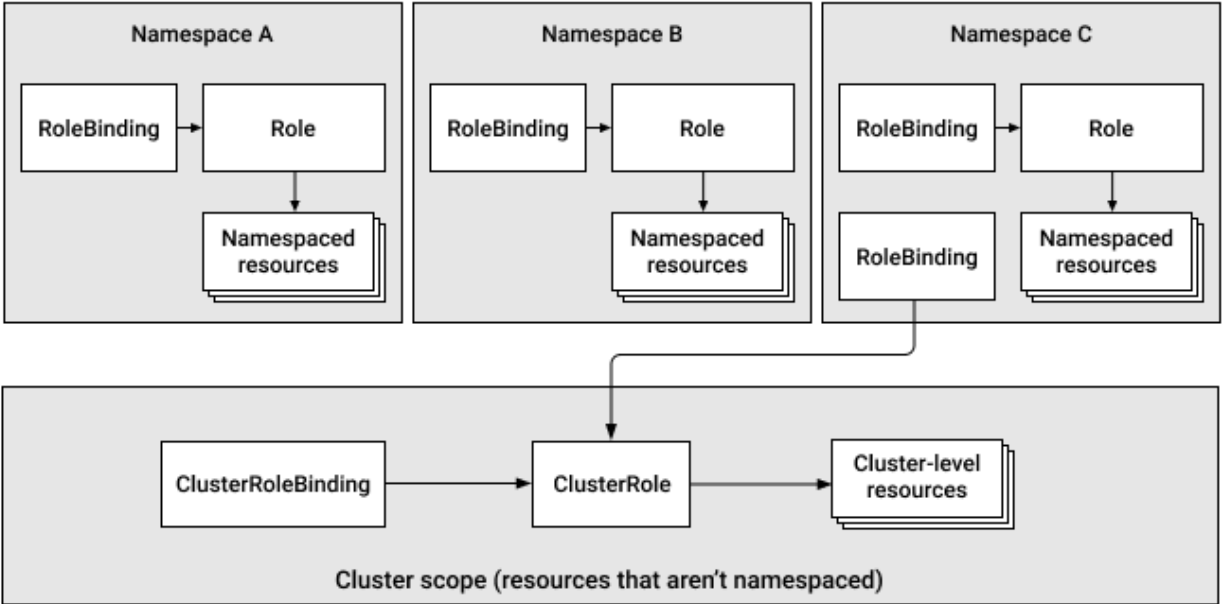 Namespace A
RoleBinding
Role
Namespaced
resources
Namespace B
RoleBinding
Role
Namespaced
resources
Namespace C
RoleBinding
Role
RoleBinding
Namespaced
resources
ClusterRoleBinding
ClusterRole
Cluster-level
resources
Cluster scope (resources that aren’t namespaced)